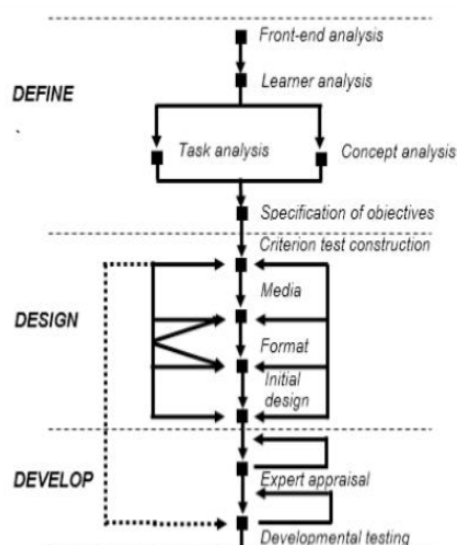 Front-end analysis
Learner analysis
DEFINE
Task analysis
Concept analysis
Specification of objectives
Criterion test construction
Media
DESIGN
Format
Initial
design
Expert appraisal
DEVELOP
Developmental testing